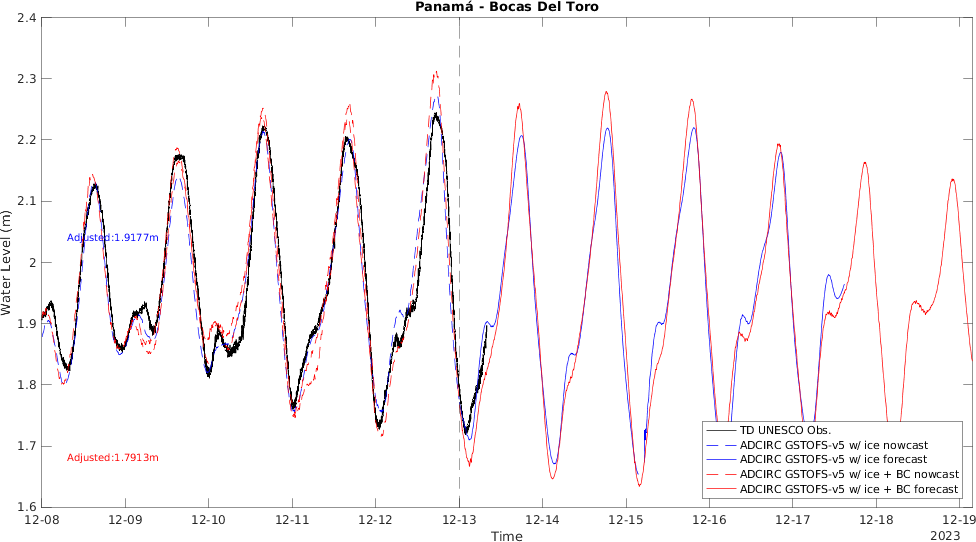 Panamá - Bocas Del Toro
2.4
2.3
2.2
2.1
2
1.9
1.8
1.7
1.6
Water Level (m)
Adjusted:1.9177m
Adjusted:1.7913m
TD UNESCO Obs.
ADCIRC GSTOFS-v5 w/ ice nowcast
ADCIRC GSTOFS-v5 w/ ice forecast
ADCIRC GSTOFS-v5 w/ ice + BC nowcast
ADCIRC GSTOFS-v5 w/ ice + BC forecast
12-08 12-09 12-10 12-11 12-12 12-13 12-14 12-15 12-16 12-17 12-18 12-19
Time
2023